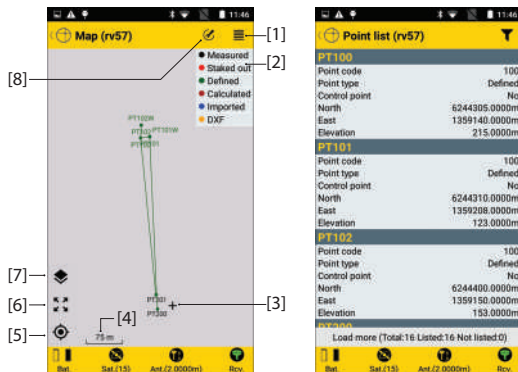 11:46
Map (rv57)
[1]
[2]
[8]
Measured
Staked out
Defined
Calculated
Imported
DXF
PT102W
PT101W
[7]
[6]
[5]
[4]
[3]
75 m
PT201
PT200
Bat.
Sat.(15)
Ant.(2.0000m)
Rcv.
11:46
Point list (rv57)
PT100
Point code 100
Point type Defined
Control point No
North 6244305.0000m
East 1359140.0000m
Elevation 215.0000m
PT101
Point code 100
Point type Defined
Control point No
North 6244310.0000m
East 1359208.0000m
Elevation 123.0000m
PT102
Point code 100
Point type Defined
Control point No
North 6244400.0000m
East 1359150.0000m
Elevation 153.0000m
PT200
Load more (Total:16 Listed:16 Not listed:0)
Bat.
Sat.(15)
Ant.(2.0000m)
Rcv.